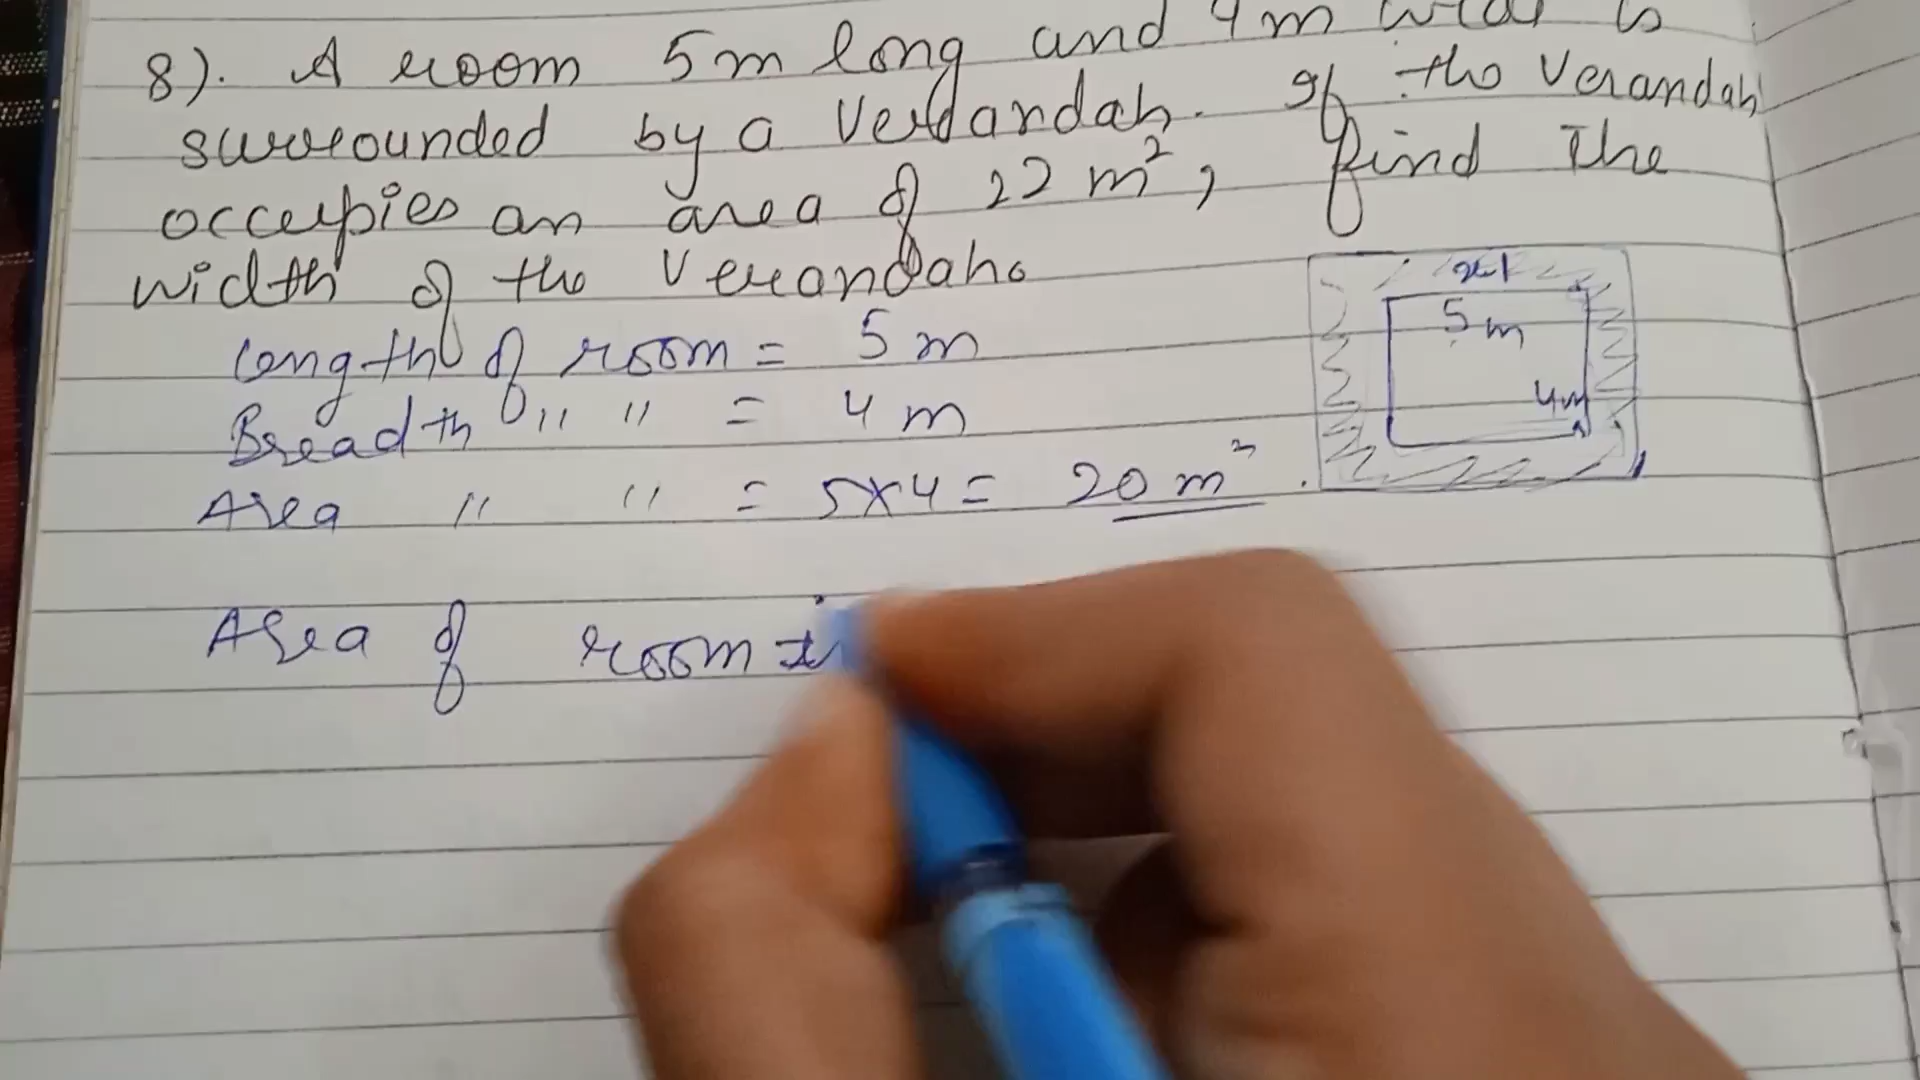 8). A room 5m long and 4m wide is
surrounded by a Verandah. If the Verandah
occupies an area of 22 m², find the
width of the Verandah.
Length of room = 5 m
Breadth " " = 4 m
Area " " = 5×4 = 20 m²
5 m
4m
Area of room